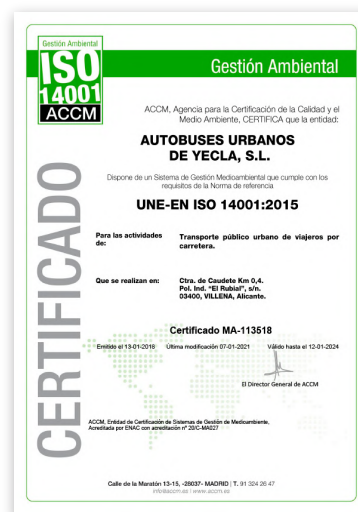 Gestión Ambiental
ISO
14001
ACCM
Gestión Ambiental
ACCM, Agencia para la Certificación de la Calidad y el
Medio Ambiente, CERTIFICA que la entidad:
AUTOBUSES URBANOS
DE YECLA, S.L.
Dispone de un Sistema de Gestión Medioambiental que cumple con los
requisitos de la Norma de referencia
UNE-EN ISO 14001:2015
Para las actividades
de:
Transporte público urbano de viajeros por
carretera.
Que se realizan en:
Ctra. de Caudete Km 0,4.
Pol. Ind. "El Rubial", s/n.
03400, VILLENA, Alicante.
CERTIFICADO
Certificado MA-113518
Emitido el 13-01-2018 Última modificación 07-01-2021 Válido hasta el 12-01-2024
El Director General de ACCM
ACCM, Entidad de Certificación de Sistemas de Gestión de Medioambiente,
Acreditada por ENAC con acreditación nº 20/C-MA027
Calle de la Maratón 13-15, -28037- MADRID | T. 91 324 26 47
info@accm.es | www.accm.es